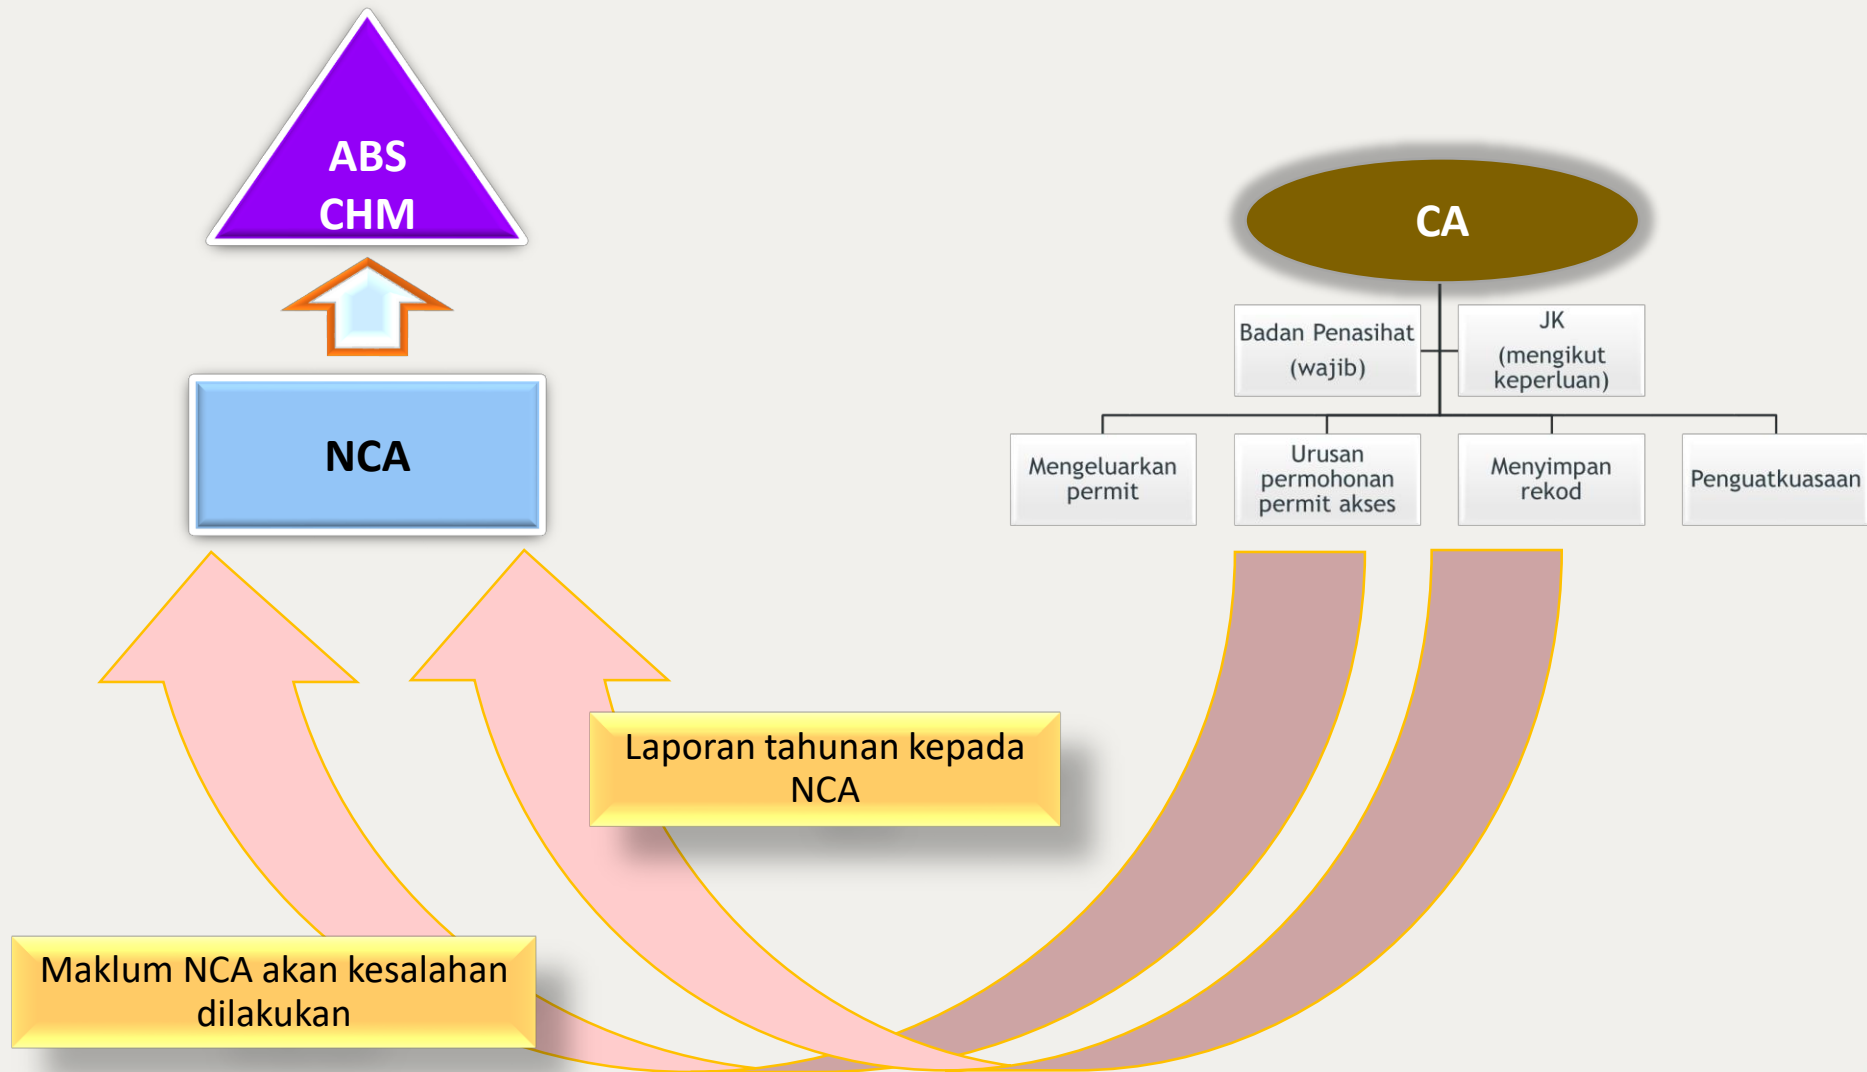 ABS
CHM
NCA
CA
Badan Penasihat
(wajib)
JK
(mengikut
keperluan)
Mengeluarkan
permit
Urusan
permohonan
permit akses
Menyimpan
rekod
Penguatkuasaan
Laporan tahunan kepada
NCA
Maklum NCA akan kesalahan
dilakukan